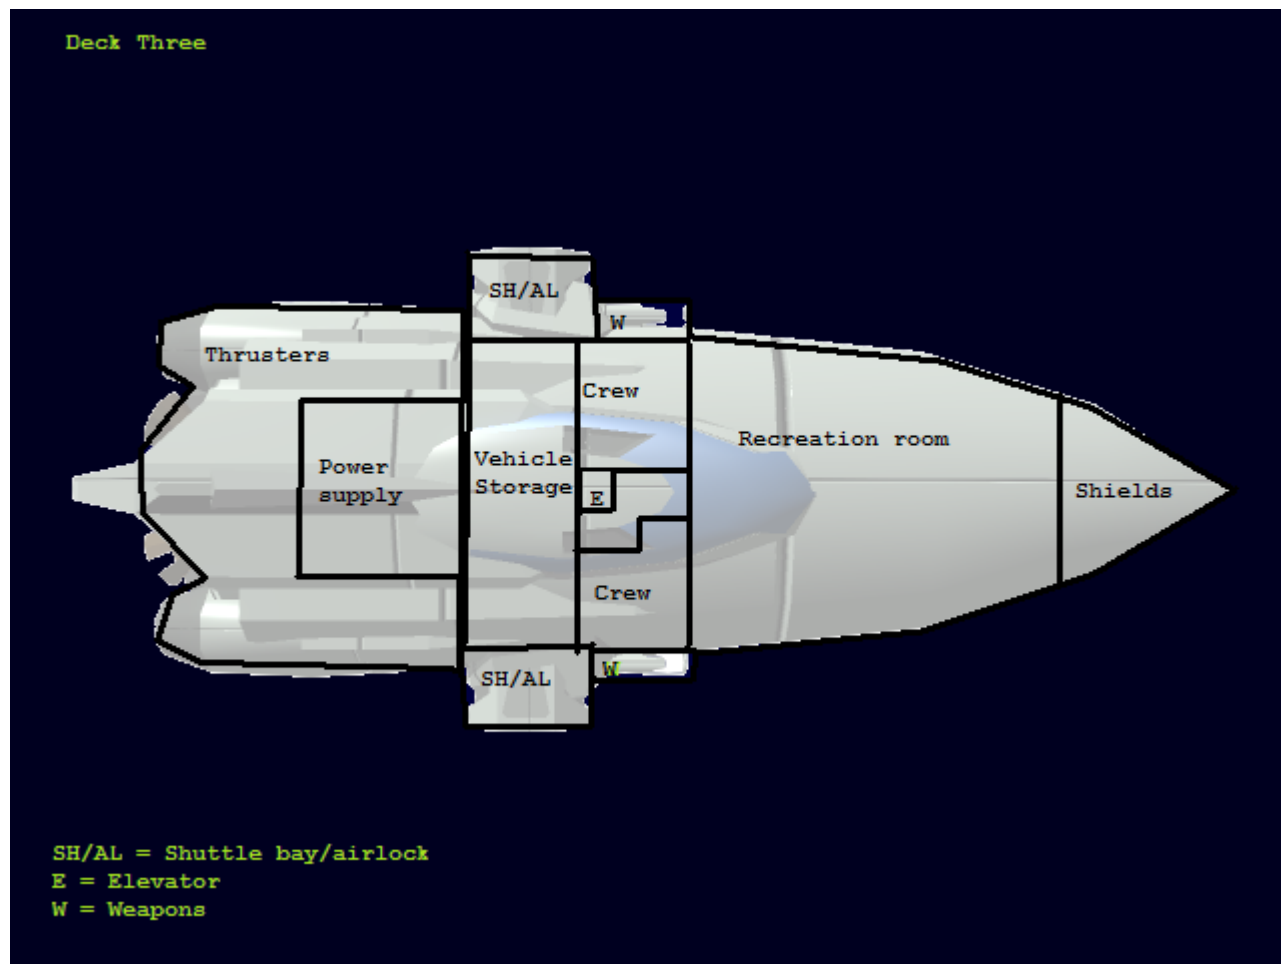 Deck Three
SH/AL
W
Thrusters
Crew
Recreation room
Power
supply
Vehicle
Storage
E
Shields
Crew
W
SH/AL
SH/AL = Shuttle bay/airlock
E = Elevator
W = Weapons